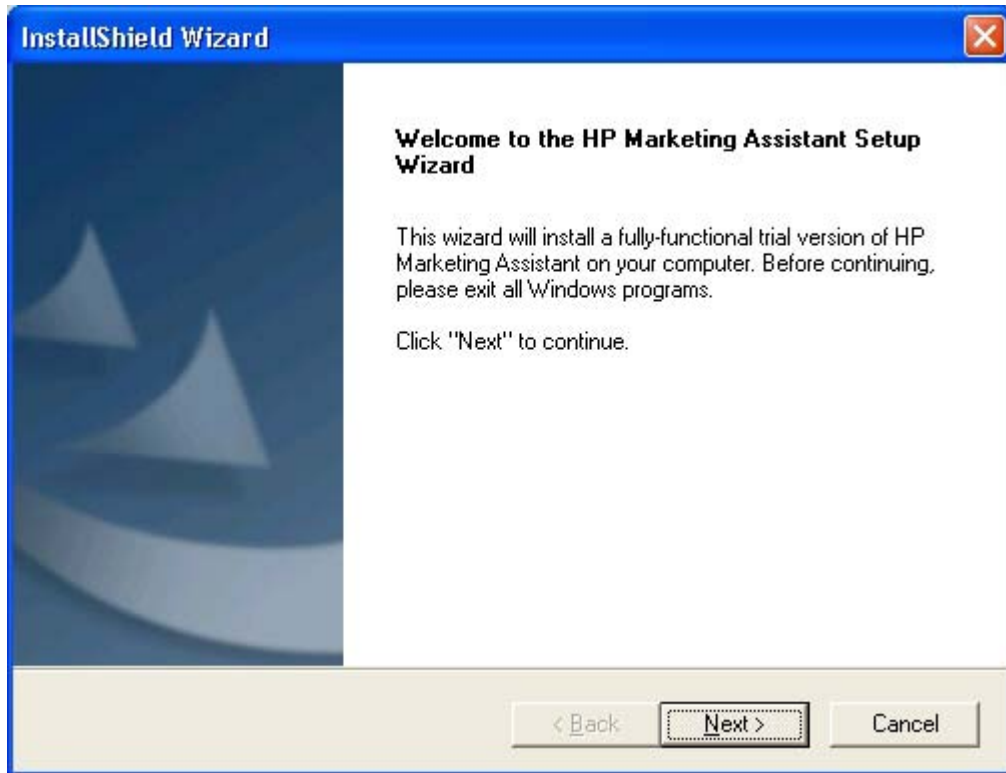 InstallShield Wizard
Welcome to the HP Marketing Assistant Setup
Wizard
This wizard will install a fully-functional trial version of HP
Marketing Assistant on your computer. Before continuing,
please exit all Windows programs.
Click "Next" to continue.
< Back Next > Cancel